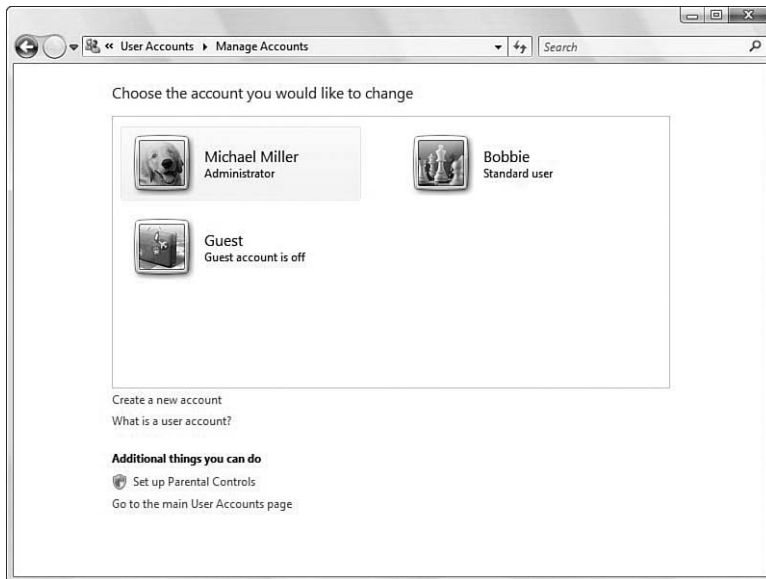 « User Accounts ▸ Manage Accounts
Search
Choose the account you would like to change
Michael Miller
Administrator
Bobbie
Standard user
Guest
Guest account is off
Create a new account
What is a user account?
Additional things you can do
Set up Parental Controls
Go to the main User Accounts page